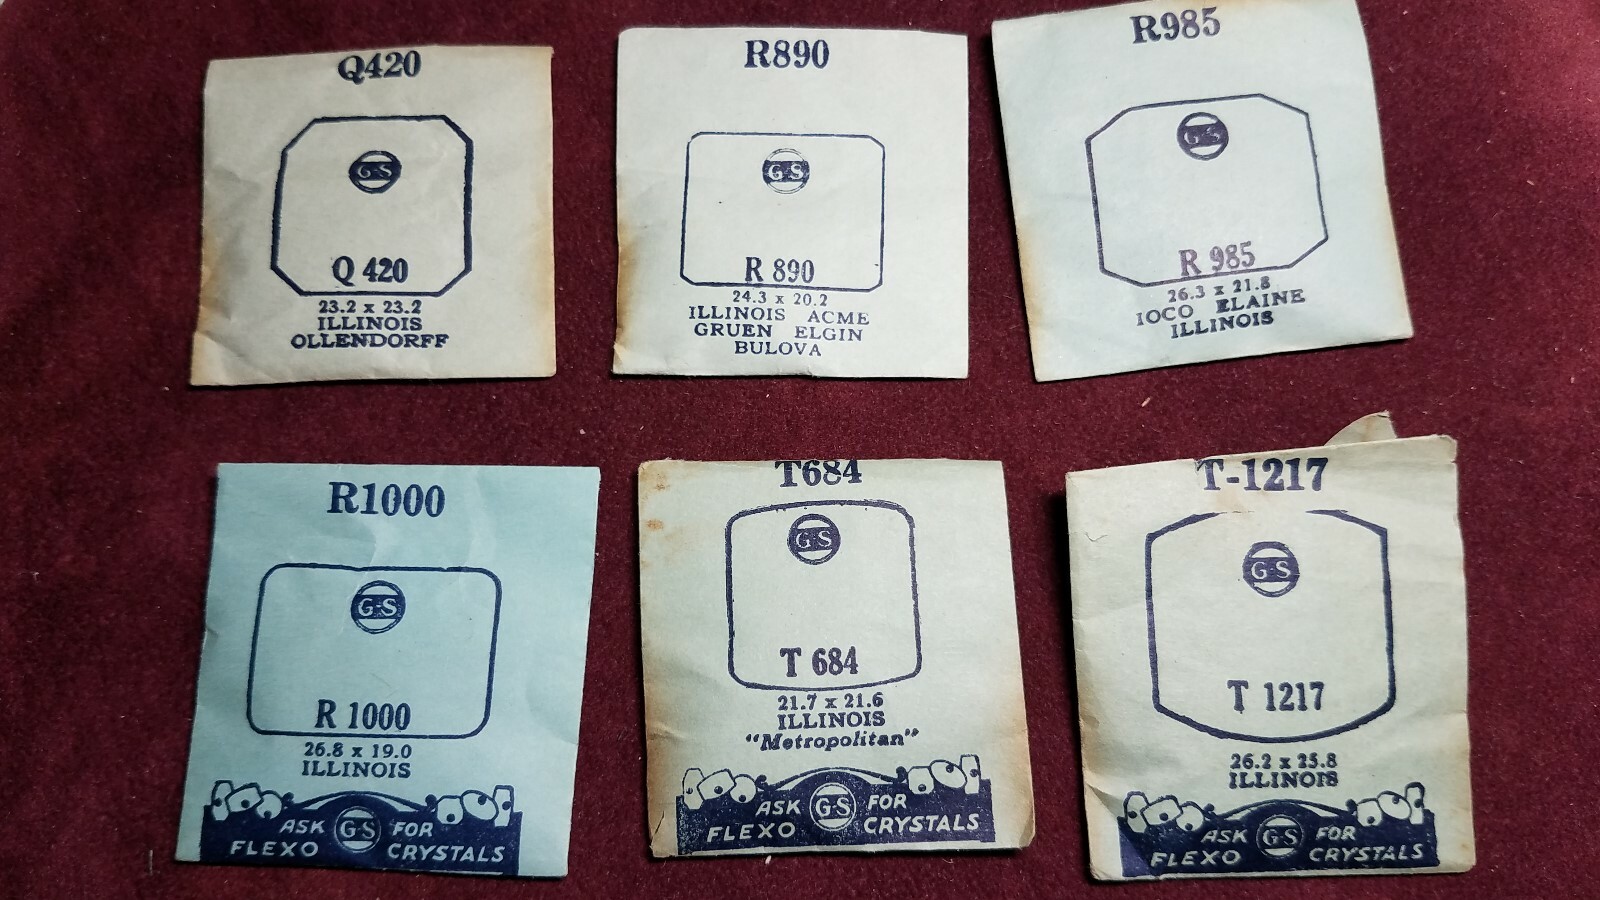 Q420
G-S
Q 420
23.2 x 23.2
ILLINOIS
OLLENDORFF
R890
G-S
R 890
24.3 x 20.2
ILLINOIS ACME
GRUEN ELGIN
BULOVA
R985
G-S
R 985
26.3 x 21.8
IOCO ELAINE
ILLINOIS
R1000
G-S
R 1000
26.8 x 19.0
ILLINOIS
ASK G-S FOR
FLEXO CRYSTALS
T684
G-S
T 684
21.7 x 21.6
ILLINOIS
"Metropolitan"
ASK G-S FOR
FLEXO CRYSTALS
T-1217
G-S
T 1217
26.2 x 25.8
ILLINOIS
ASK G-S FOR
FLEXO CRYSTALS